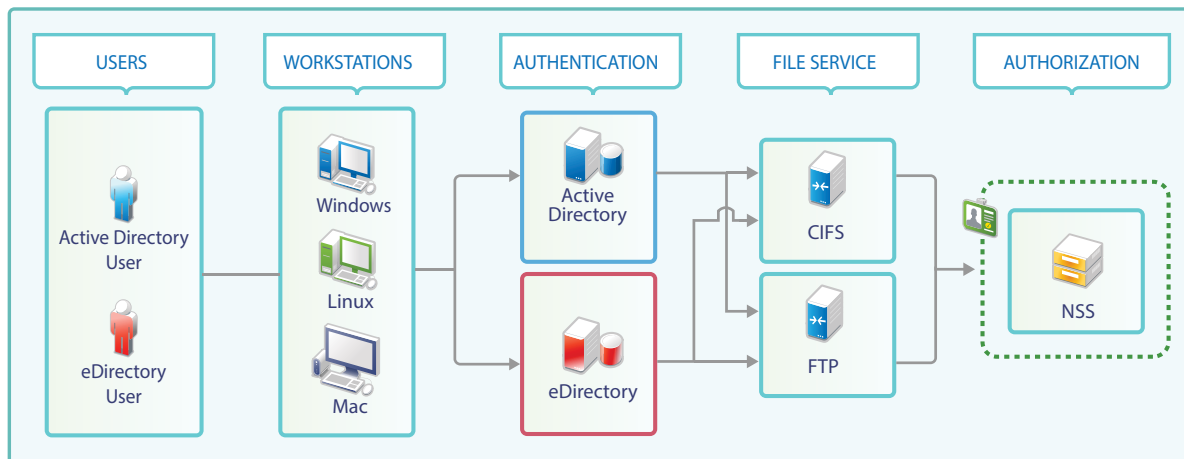 USERS
WORKSTATIONS
AUTHENTICATION
FILE SERVICE
AUTHORIZATION
Active Directory
User
eDirectory
User
Windows
Linux
Mac
Active
Directory
eDirectory
CIFS
FTP
NSS